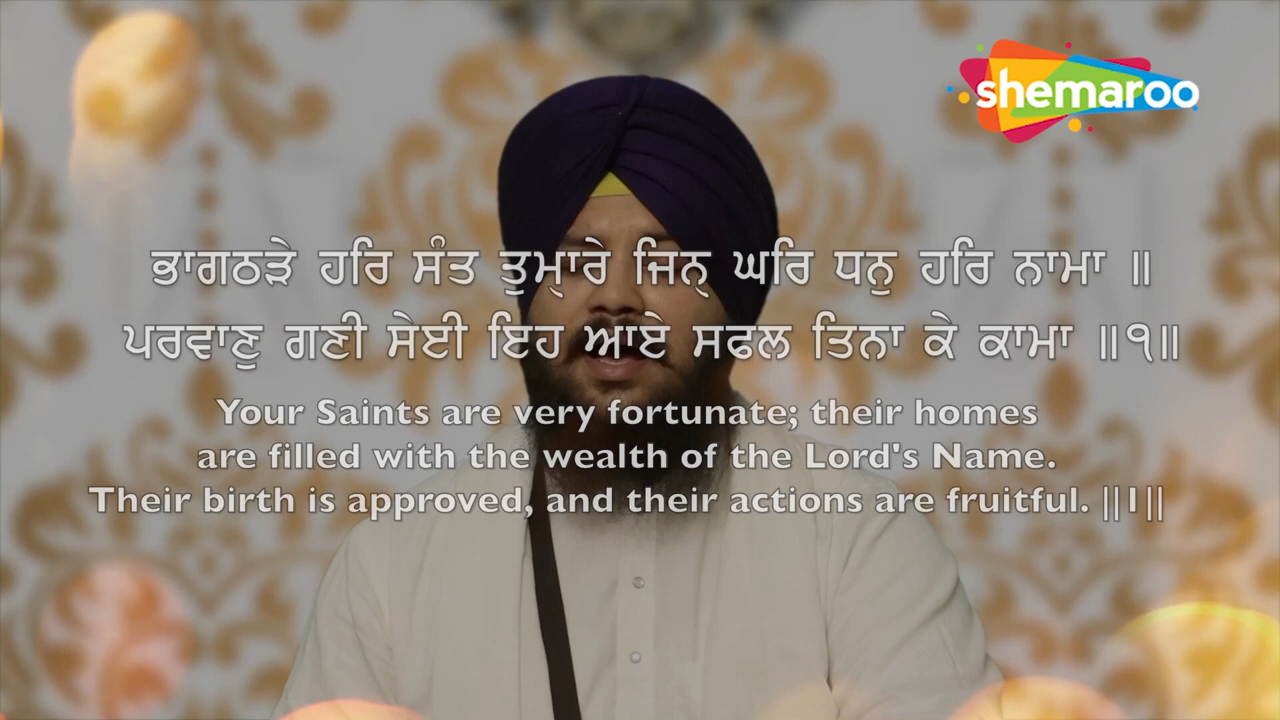 shemaroo
ਭਾਗਠੜੇ ਹਰਿ ਸੰਤ ਤੁਮ੍ਹਾਰੇ ਜਿਨ੍ਹ ਘਰਿ ਧਨੁ ਹਰਿ ਨਾਮਾ ॥
ਪਰਵਾਣੁ ਗਣੀ ਸੇਈ ਇਹ ਆਏ ਸਫਲ ਤਿਨਾ ਕੇ ਕਾਮਾ ॥੧॥
Your Saints are very fortunate; their homes
are filled with the wealth of the Lord's Name.
Their birth is approved, and their actions are fruitful. ||1||